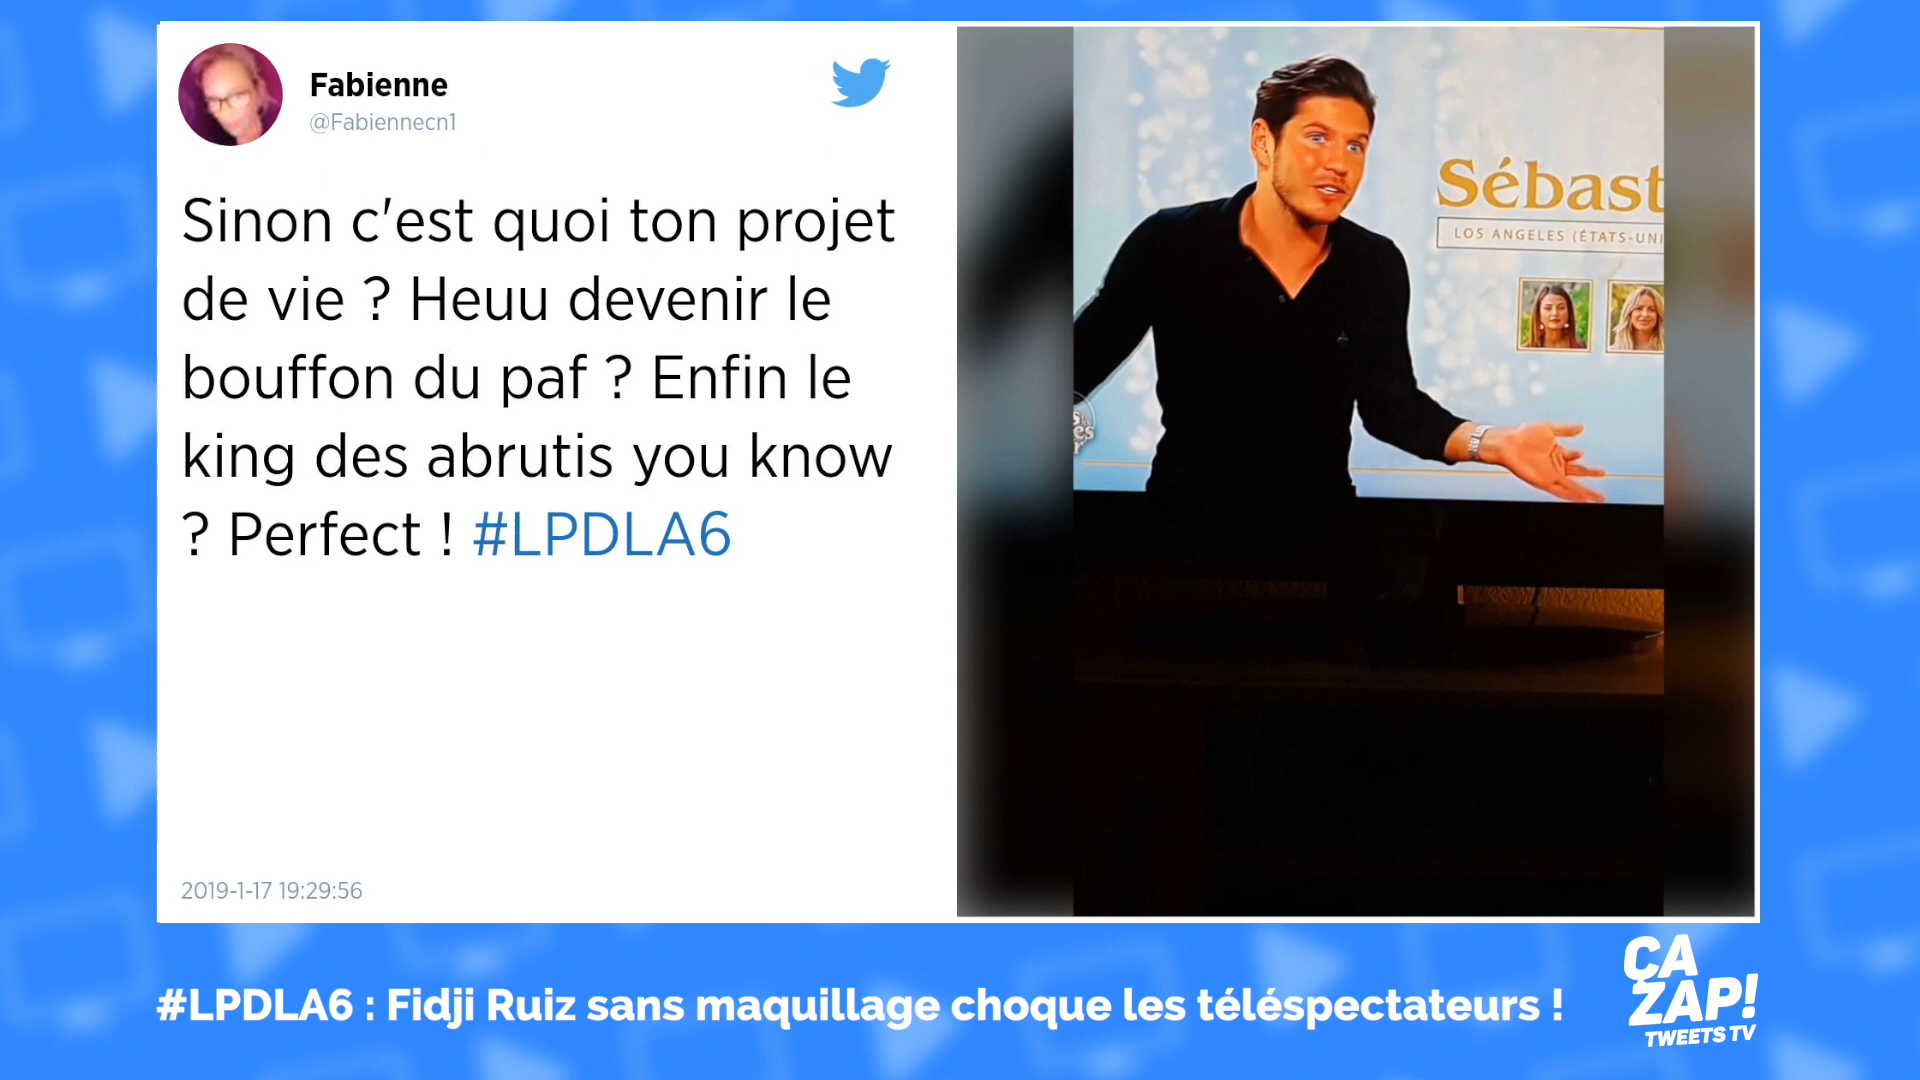 Fabienne
@Fabiennecn1
Sinon c'est quoi ton projet
de vie ? Heuu devenir le
bouffon du paf ? Enfin le
king des abrutis you know
? Perfect ! #LPDLA6
2019-1-17 19:29:56
Sébast
LOS ANGELES (ÉTATS-UNI
#LPDLA6 : Fidji Ruiz sans maquillage choque les téléspectateurs !
ÇA
ZAP!
TWEETS TV